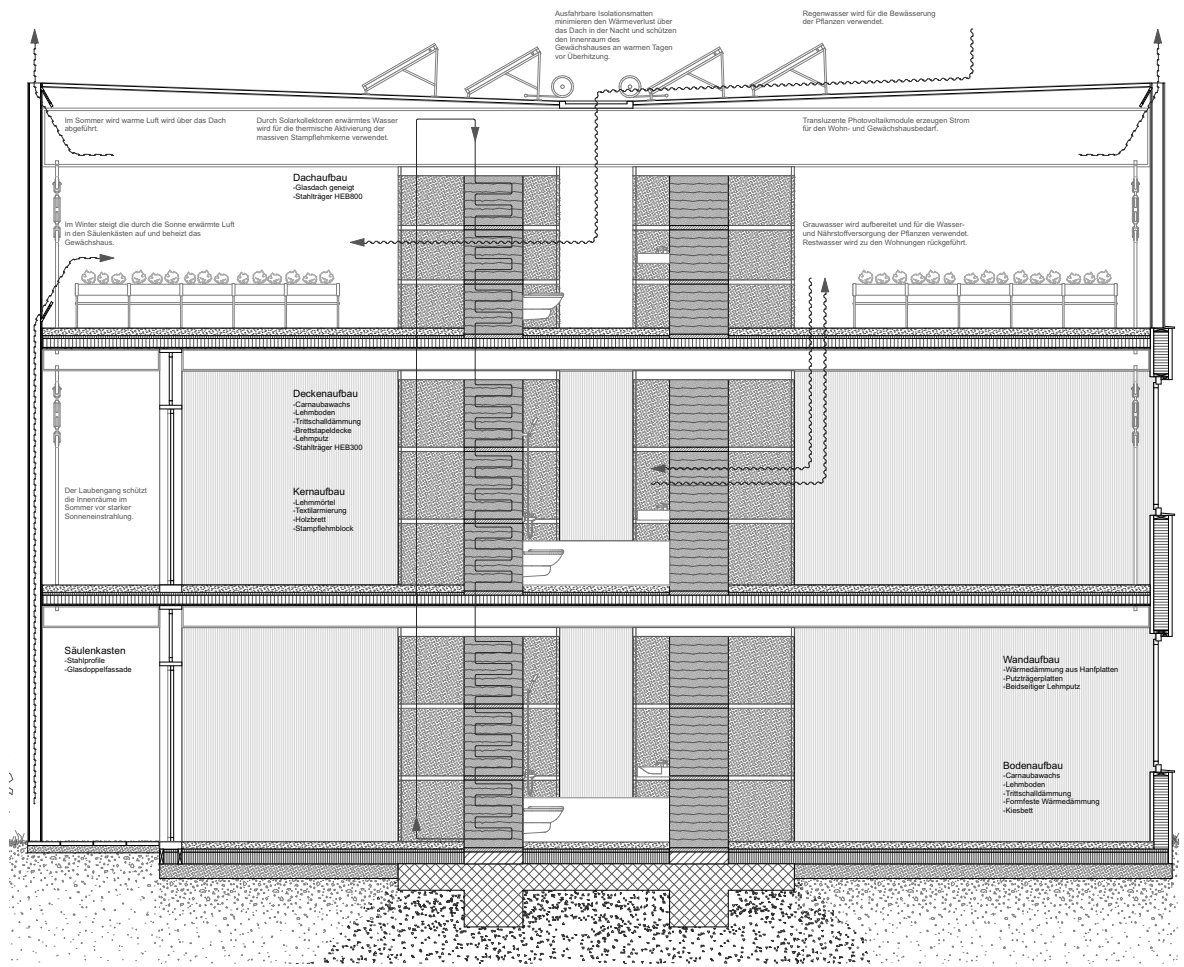 Ausfahrbare Isolationsmatten
minimieren den Wärmeverlust über
das Dach in der Nacht und schützen
den Innenraum des
Gewächshauses an warmen Tagen
vor Überhitzung.
Regenwasser wird für die Bewässerung
der Pflanzen verwendet.
Im Sommer wird warme Luft wird über das Dach
abgeführt.
Durch Solarkollektoren erwärmtes Wasser
wird für die thermische Aktivierung der
massiven Stampflehmkerne verwendet.
Transluzente Photovoltaikmodule erzeugen Strom
für den Wohn- und Gewächshausbedarf.
Dachaufbau
-Glasdach geneigt
-Stahlträger HEB800
Im Winter steigt die durch die Sonne erwärmte Luft
in den Säulenkästen auf und beheizt das
Gewächshaus.
Grauwasser wird aufbereitet und für die Wasser-
und Nährstoffversorgung der Pflanzen verwendet.
Restwasser wird zu den Wohnungen rückgeführt.
Deckenaufbau
-Carnaubawachs
-Lehmboden
-Trittschalldämmung
-Brettstapeldecke
-Lehmputz
-Stahlträger HEB300
Der Laubengang schützt
die Innenräume im
Sommer vor starker
Sonneneinstrahlung.
Kernaufbau
-Lehmmörtel
-Textilarmierung
-Holzbrett
-Stampflehmblock
Säulenkasten
-Stahlprofile
-Glasdoppelfassade
Wandaufbau
-Wärmedämmung aus Hanfplatten
-Putzträgerplatten
-Beidseitiger Lehmputz
Bodenaufbau
-Carnaubawachs
-Lehmboden
-Trittschalldämmung
-Formfeste Wärmedämmung
-Kiesbett